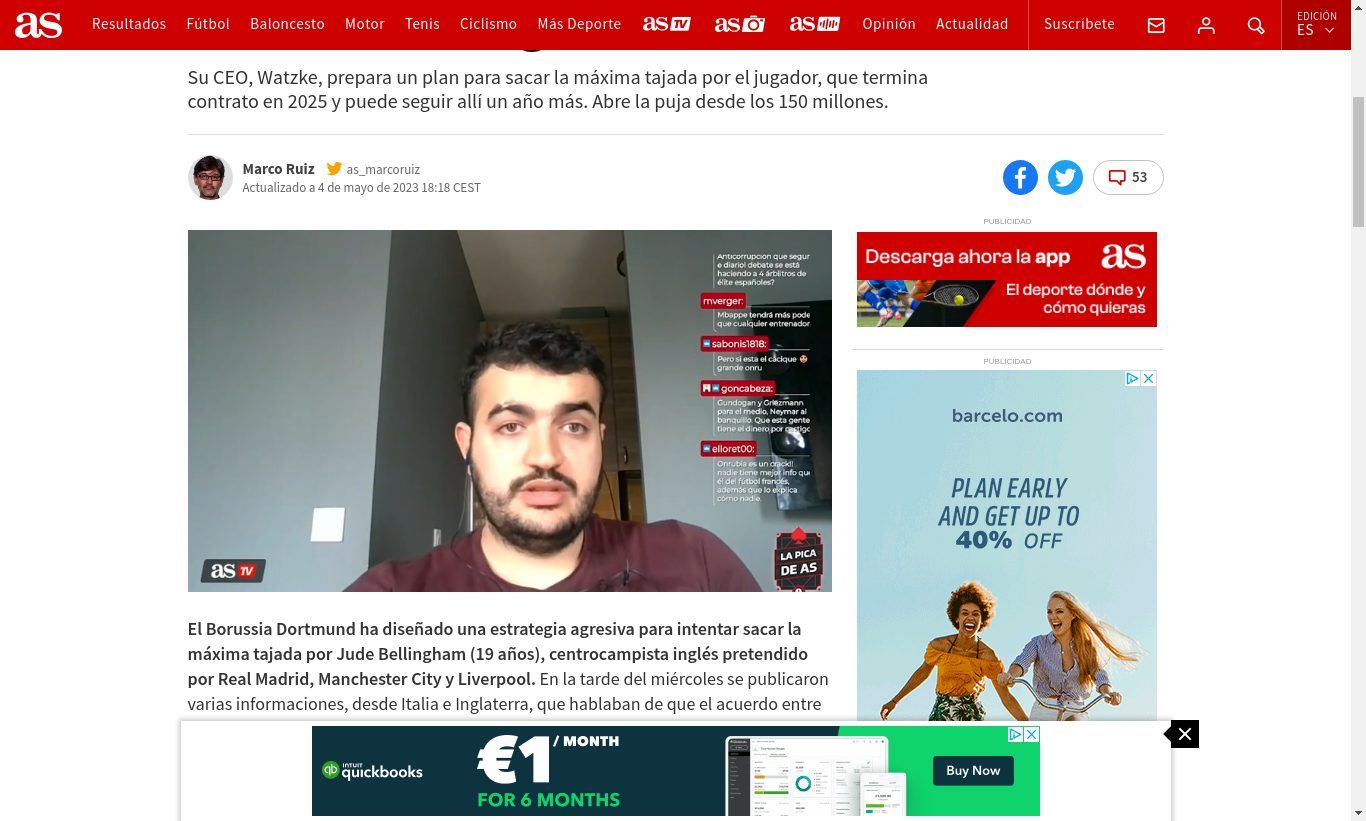 as
Resultados
Fútbol
Baloncesto
Motor
Tenis
Ciclismo
Más Deporte
as TV
as
as
Opinión
Actualidad
Suscríbete
EDICIÓN
ES
Su CEO, Watzke, prepara un plan para sacar la máxima tajada por el jugador, que termina
contrato en 2025 y puede seguir allí un año más. Abre la puja desde los 150 millones.
Marco Ruiz as_marcoruiz
Actualizado a 4 de mayo de 2023 18:18 CEST
53
Anticorrupción que segur
e diariol debate se está
haciendo a 4 árbitros de
élite españoles?
mverger:
Mbappe tendrá más pode
que cualquier entrenador
sabonis1818:
Pero si esta el cacique
grande onru
goncabeza:
Gundogan y Griezmann
para el medio, Neymar al
banquillo. Que esta gente
tiene el dinero por castigo
elloret00:
Onrubia es un crack!!
nadie tiene mejor info que
él del fútbol francés,
además que lo explica
cómo nadie.
as TV
LA PICA
DE AS
El Borussia Dortmund ha diseñado una estrategia agresiva para intentar sacar la
máxima tajada por Jude Bellingham (19 años), centrocampista inglés pretendido
por Real Madrid, Manchester City y Liverpool. En la tarde del miércoles se publicaron
varias informaciones, desde Italia e Inglaterra, que hablaban de que el acuerdo entre
PUBLICIDAD
Descarga ahora la app as
El deporte dónde y
cómo quieras
PUBLICIDAD
barcelo.com
PLAN EARLY
AND GET UP TO
40% OFF
INTUIT
quickbooks
€1 / MONTH
FOR 6 MONTHS
Buy Now